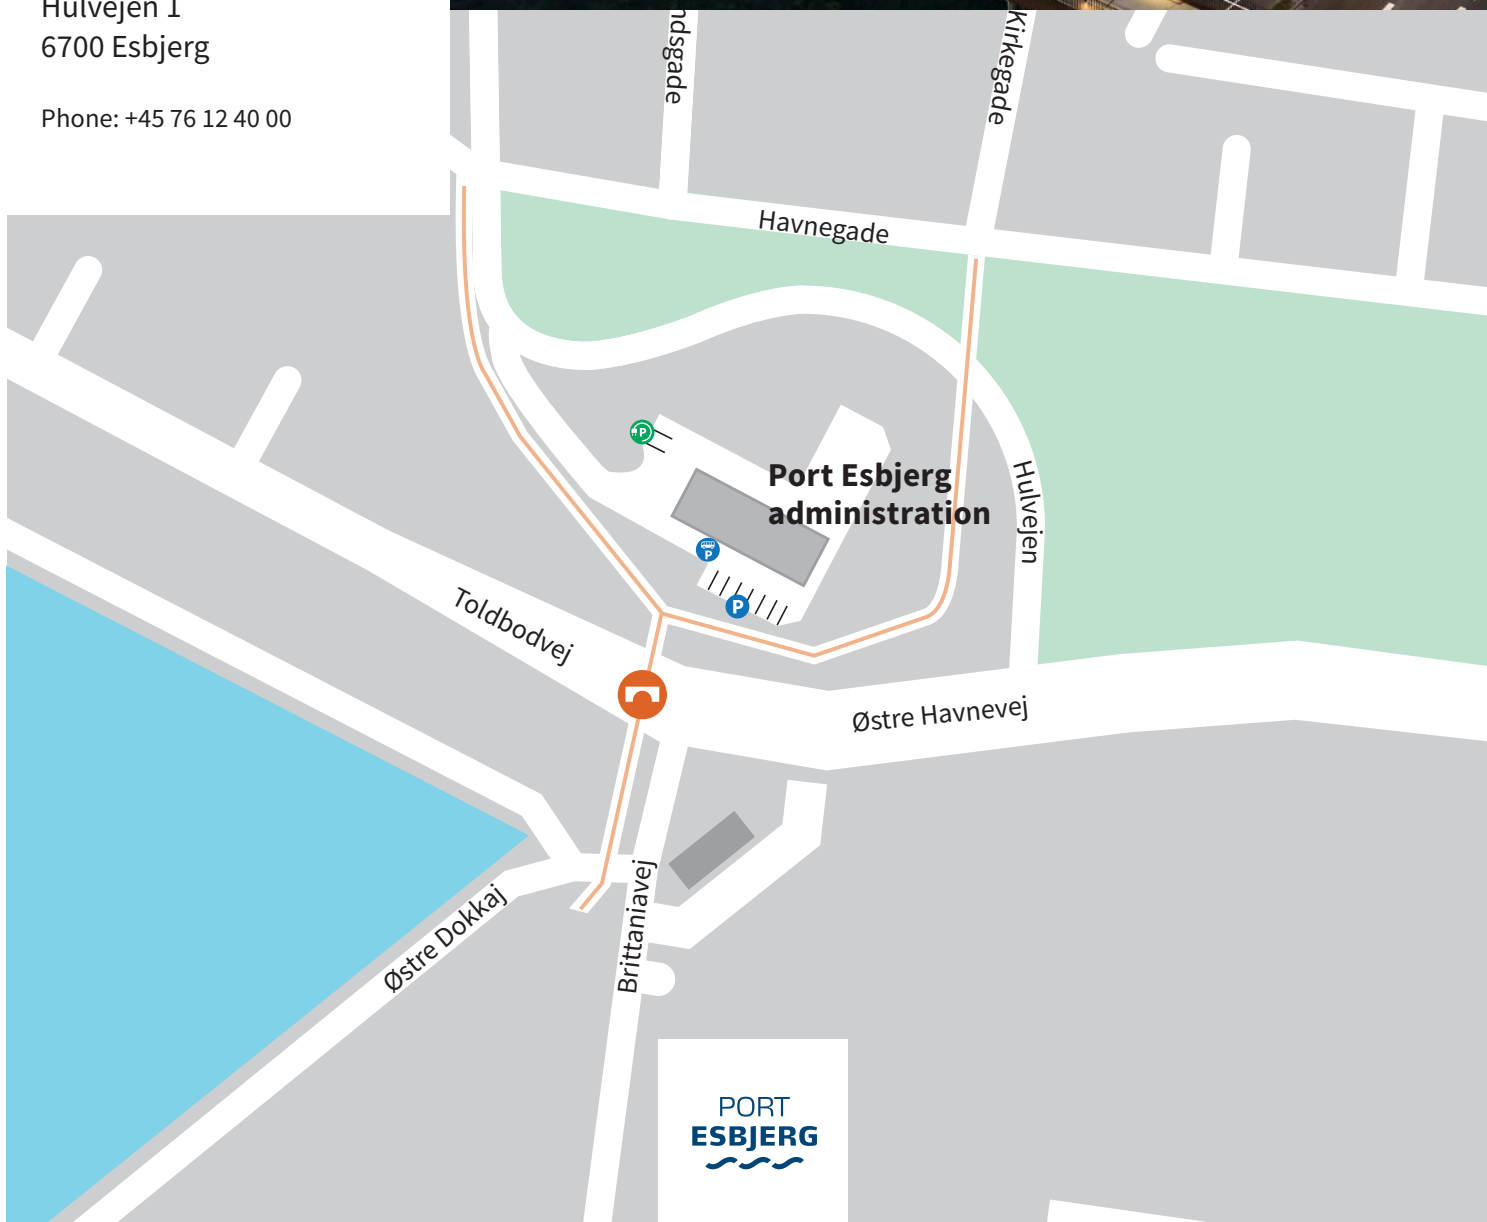 Hulvejen 1
6700 Esbjerg
Phone: +45 76 12 40 00
Kirkegade
Havnegade
P
Port Esbjerg
administration
Hulvejen
P
P
Toldbodvej
Østre Havnevej
Østre Dokkaj
Brittaniavej
PORT
ESBJERG